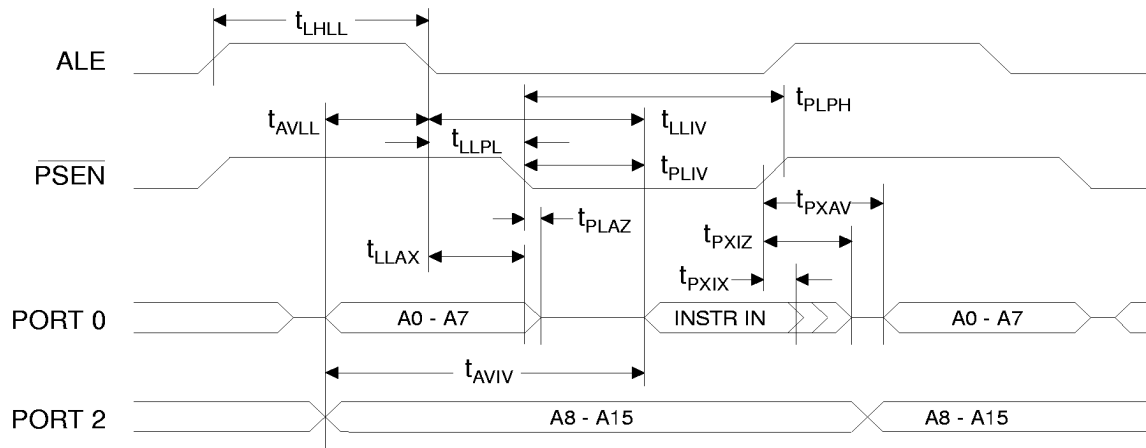 tLHLL
ALE
tPLPH
tAVLL
tLLIV
tLLPL
PSEN
tPLIV
tPXAV
tPLAZ
tPXIZ
tLLAX
tPXIX
PORT 0
A0 - A7
INSTR IN
A0 - A7
tAVIV
PORT 2
A8 - A15
A8 - A15